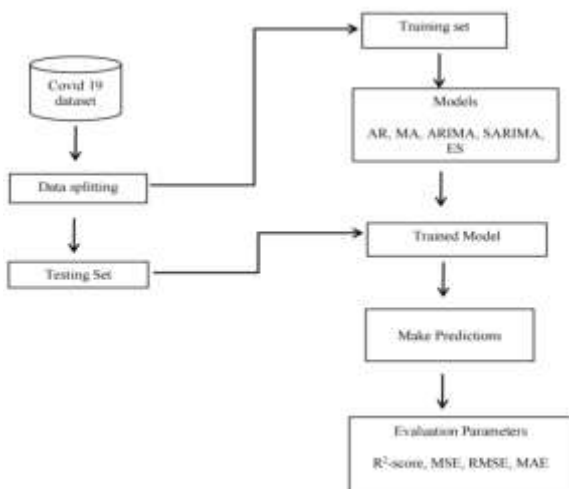 Training set
Covid 19
dataset
Models
AR, MA, ARIMA, SARIMA,
ES
Data splitting
Trained Model
Testing Set
Make Predictions
Evaluation Parameters
R²-score, MSE, RMSE, MAE